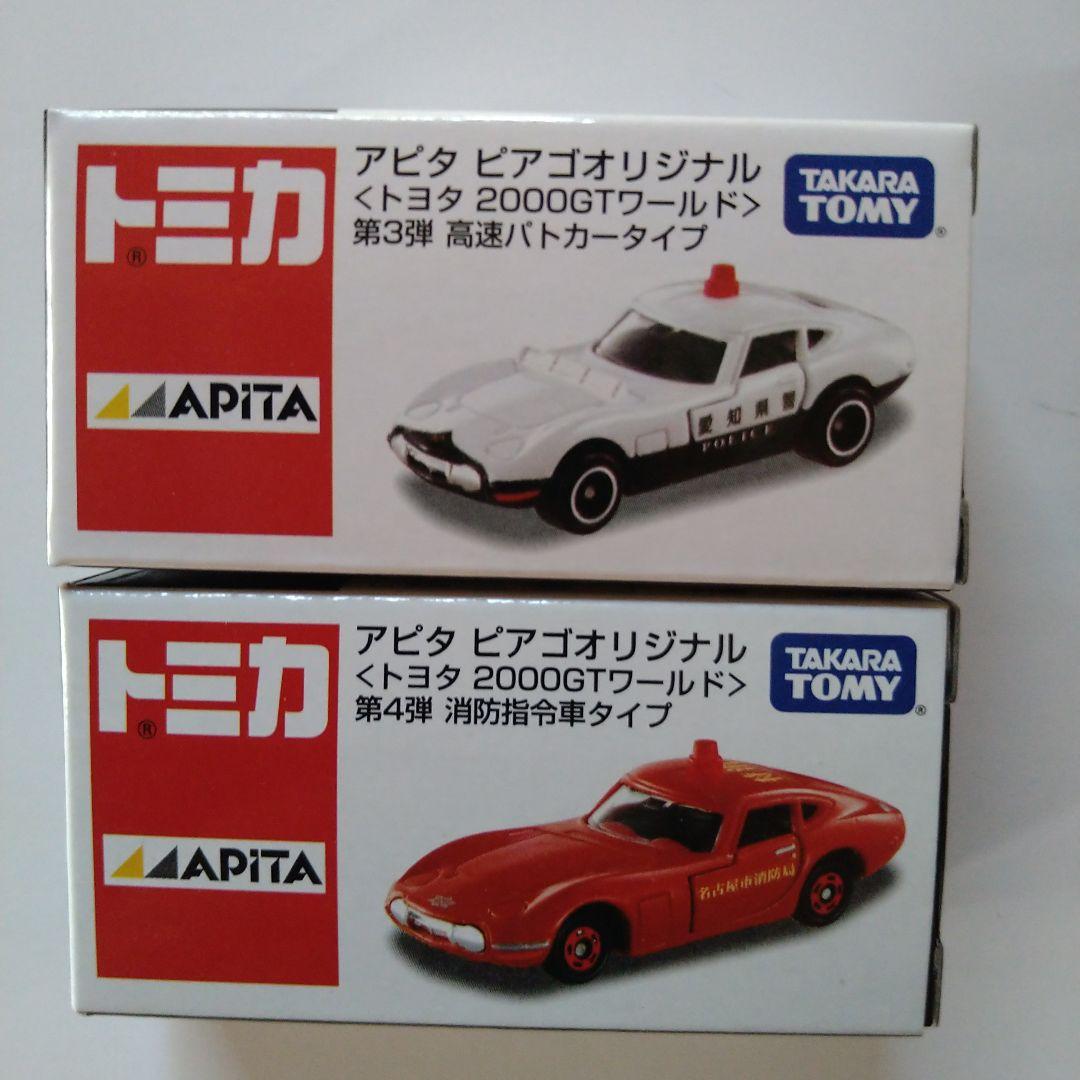 トミカ
®
APiTA
アピタ ピアゴオリジナル
<トヨタ 2000GTワールド>
第3弾 高速パトカータイプ
TAKARA
TOMY
®
愛知県警
POLICE
トミカ
®
APiTA
アピタ ピアゴオリジナル
<トヨタ 2000GTワールド>
第4弾 消防指令車タイプ
TAKARA
TOMY
®
名古屋市消防局